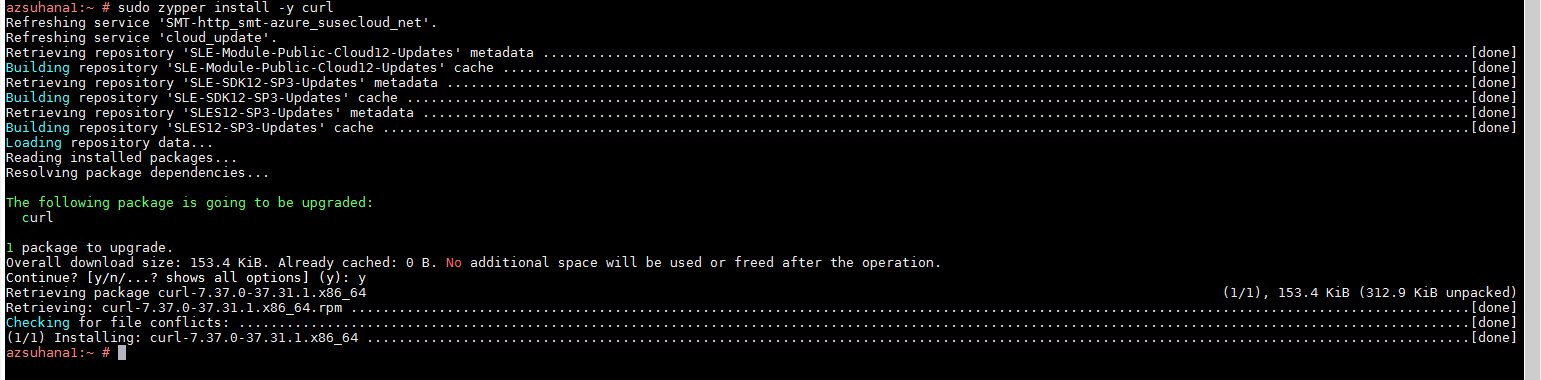 azsuhana1:~ # sudo zypper install -y curl
Refreshing service 'SMT-http_smt-azure_susecloud_net'.
Refreshing service 'cloud_update'.
Retrieving repository 'SLE-Module-Public-Cloud12-Updates' metadata ....................................................................................................................[done]
Building repository 'SLE-Module-Public-Cloud12-Updates' cache .........................................................................................................................[done]
Retrieving repository 'SLE-SDK12-SP3-Updates' metadata ................................................................................................................................[done]
Building repository 'SLE-SDK12-SP3-Updates' cache .....................................................................................................................................[done]
Retrieving repository 'SLES12-SP3-Updates' metadata ...................................................................................................................................[done]
Building repository 'SLES12-SP3-Updates' cache ........................................................................................................................................[done]
Loading repository data...
Reading installed packages...
Resolving package dependencies...
The following package is going to be upgraded:
  curl
1 package to upgrade.
Overall download size: 153.4 KiB. Already cached: 0 B. No additional space will be used or freed after the operation.
Continue? [y/n/...? shows all options] (y): y
Retrieving package curl-7.37.0-37.31.1.x86_64 (1/1), 153.4 KiB (312.9 KiB unpacked)
Retrieving: curl-7.37.0-37.31.1.x86_64.rpm ............................................................................................................................................[done]
Checking for file conflicts: ..........................................................................................................................................................[done]
(1/1) Installing: curl-7.37.0-37.31.1.x86_64 ..........................................................................................................................................[done]
azsuhana1:~ #